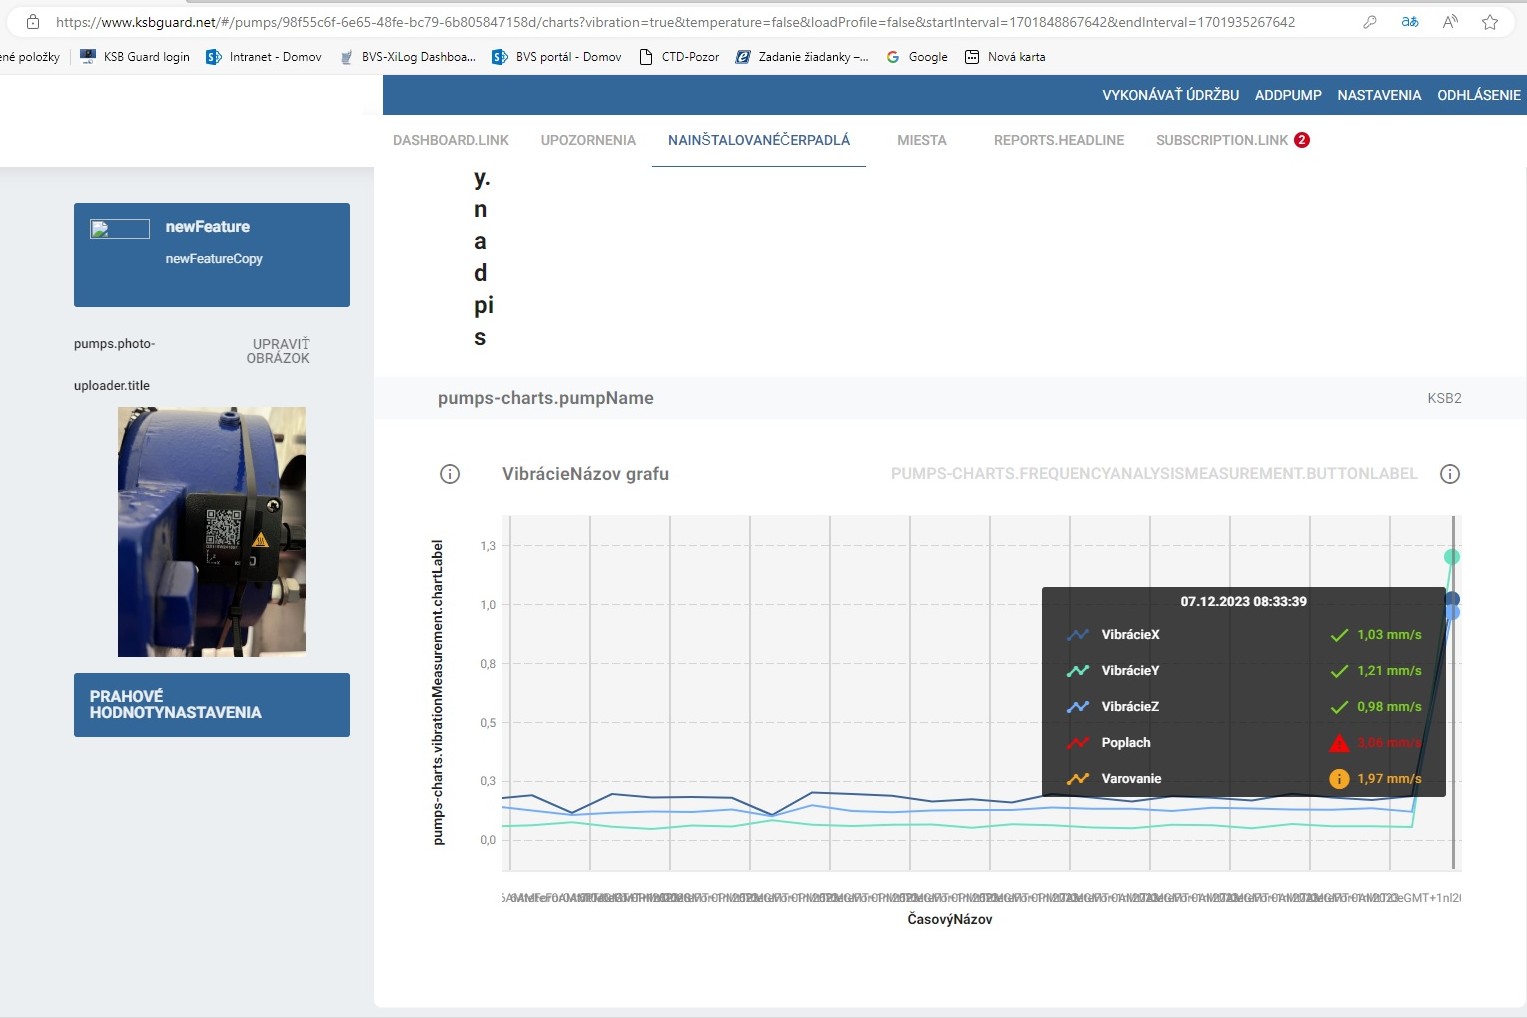 https://www.ksbguard.net/#/pumps/98f55c6f-6e65-48fe-bc79-6b805847158d/charts?vibration=true&temperature=false&loadProfile=false&startInterval=1701848867642&endInterval=1701935267642
ené položky
KSB Guard login
Intranet - Domov
BVS-XiLog Dashboa...
BVS portál - Domov
CTD-Pozor
Zadanie žiadanky –...
Google
Nová karta
VYKONÁVAŤ ÚDRŽBU
ADDPUMP
NASTAVENIA
ODHLÁSENIE
DASHBOARD.LINK
UPOZORNENIA
NAINŠTALOVANÉČERPADLÁ
MIESTA
REPORTS.HEADLINE
SUBSCRIPTION.LINK 2
newFeature
newFeatureCopy
pumps.photo-
uploader.title
UPRAVIŤ
OBRÁZOK
PRAHOVÉ
HODNOTYNASTAVENIA
y.
n
a
d
pi
s
pumps-charts.pumpName
KSB2
VibrácieNázov grafu
PUMPS-CHARTS.FREQUENCYANALYSISMEASUREMENT.BUTTONLABEL
pumps-charts.vibrationMeasurement.chartLabel
1,3
1,0
0,8
0,5
0,3
0,0
07.12.2023 08:33:39
VibrácieX 1,03 mm/s
VibrácieY 1,21 mm/s
VibrácieZ 0,98 mm/s
Poplach 3,06 mm/s
Varovanie 1,97 mm/s
ČasovýNázov